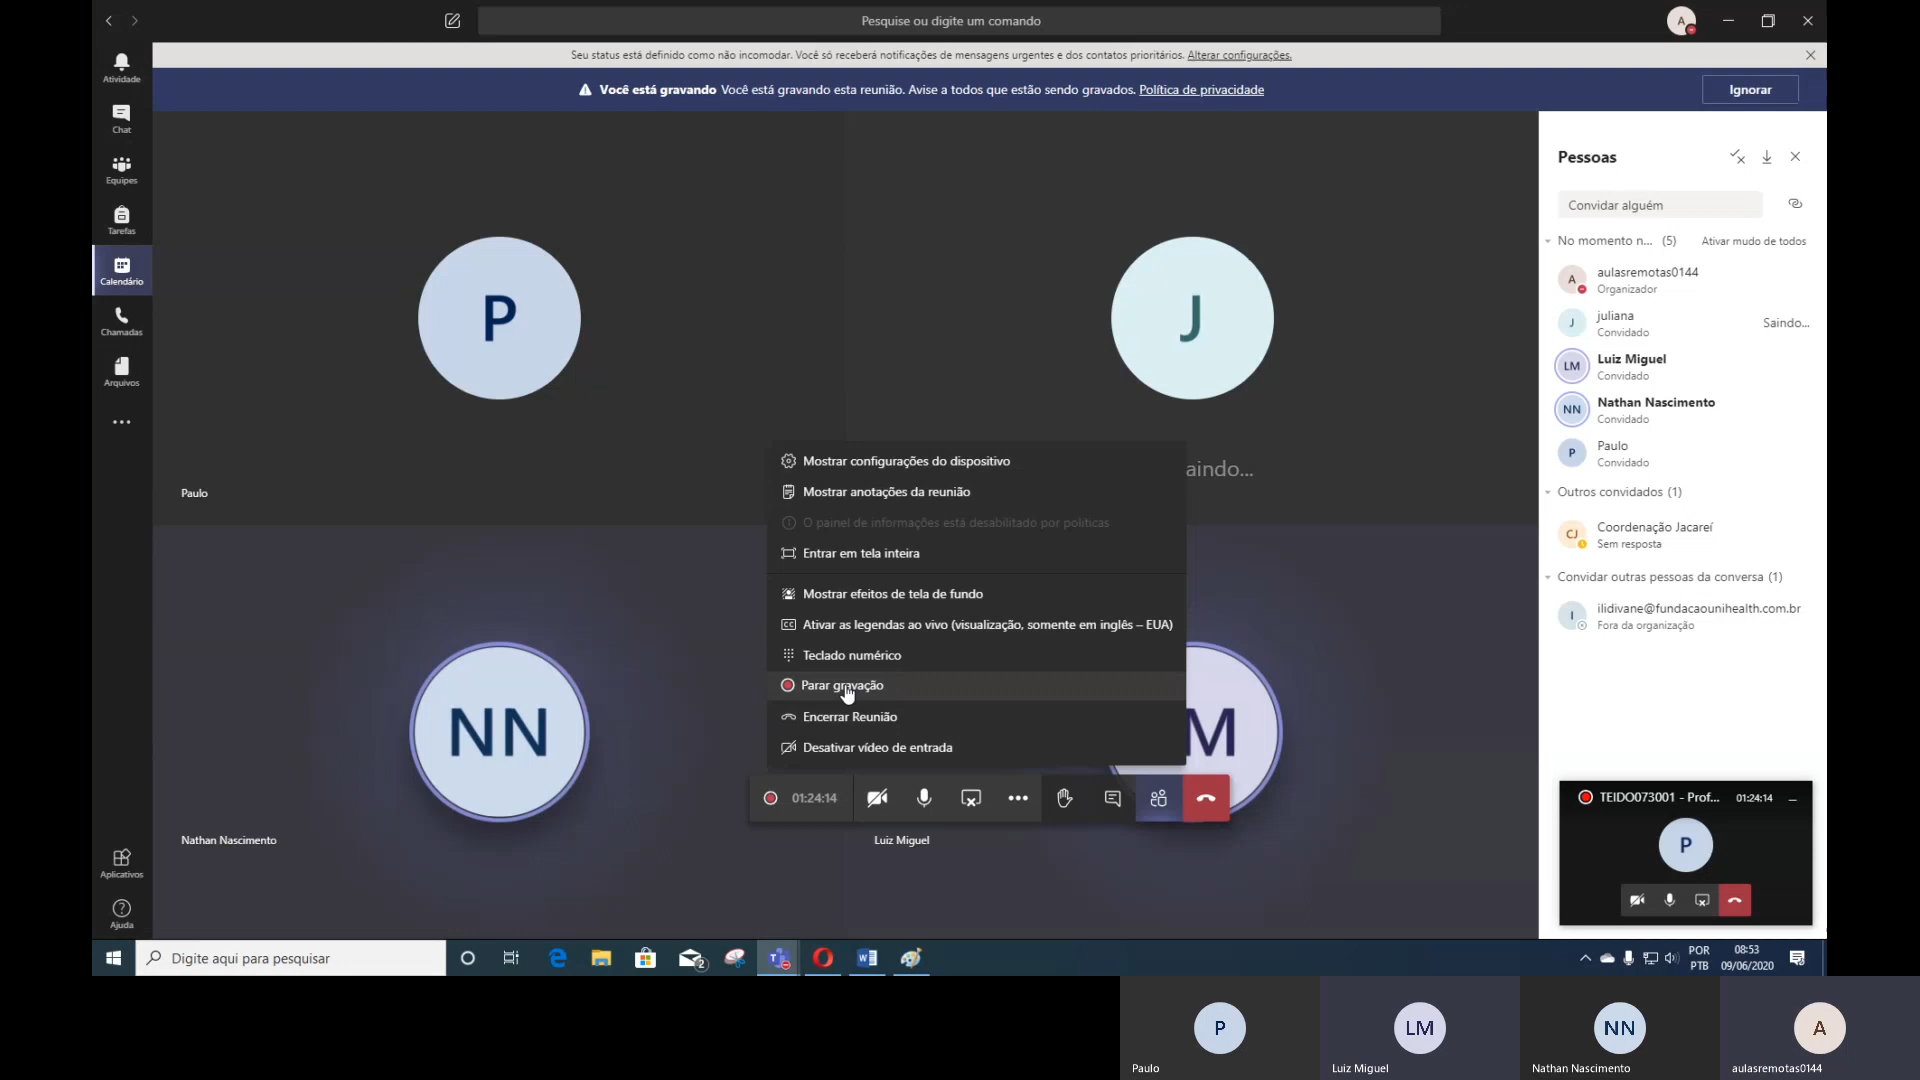 Pesquise ou digite um comando
A
Seu status está definido como não incomodar. Você só receberá notificações de mensagens urgentes e dos contatos prioritários. Alterar configurações.
Você está gravando Você está gravando esta reunião. Avise a todos que estão sendo gravados. Política de privacidade
Ignorar
Atividade
Chat
Equipes
Tarefas
Calendário
Chamadas
Arquivos
Aplicativos
Ajuda
P
Paulo
J
aindo...
NN
Nathan Nascimento
M
Luiz Miguel
Mostrar configurações do dispositivo
Mostrar anotações da reunião
O painel de informações está desabilitado por políticas
Entrar em tela inteira
Mostrar efeitos de tela de fundo
CC Ativar as legendas ao vivo (visualização, somente em inglês – EUA)
Teclado numérico
Parar gravação
Encerrar Reunião
Desativar vídeo de entrada
01:24:14
Pessoas
Convidar alguém
No momento n... (5) Ativar mudo de todos
A aulasremotas0144
Organizador
J juliana Saindo...
Convidado
LM Luiz Miguel
Convidado
NN Nathan Nascimento
Convidado
P Paulo
Convidado
Outros convidados (1)
CJ Coordenação Jacareí
Sem resposta
Convidar outras pessoas da conversa (1)
I ilidivane@fundacaounihealth.com.br
Fora da organização
TEIDO073001 - Prof... 01:24:14
P
Digite aqui para pesquisar
2
POR
PTB
08:53
09/06/2020
P
Paulo
LM
Luiz Miguel
NN
Nathan Nascimento
A
aulasremotas0144